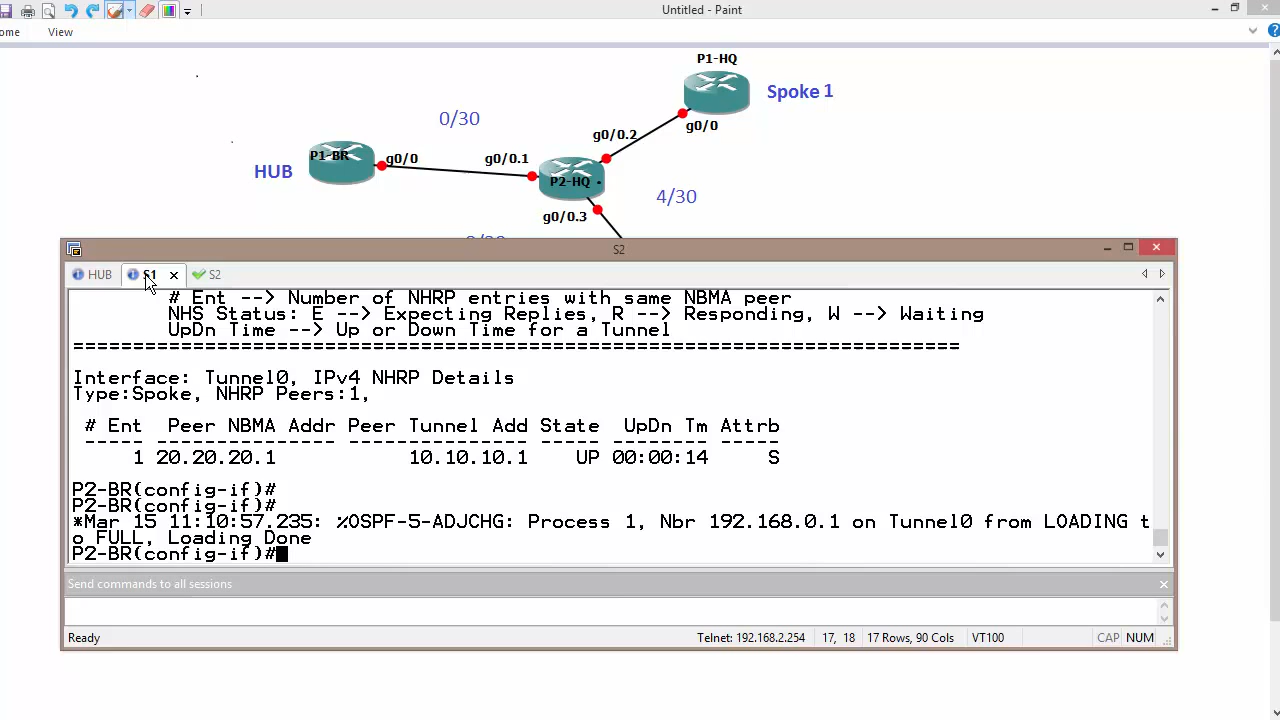 Untitled - Paint
ome View
P1-HQ
Spoke 1
0/30
g0/0.2
g0/0
P1-BR
g0/0
g0/0.1
HUB
P2-HQ
4/30
g0/0.3
S2
HUB S1 S2
# Ent --> Number of NHRP entries with same NBMA peer
NHS Status: E --> Expecting Replies, R --> Responding, W --> Waiting
UpDn Time --> Up or Down Time for a Tunnel
==========================================================================
Interface: Tunnel0, IPv4 NHRP Details
Type:Spoke, NHRP Peers:1,
# Ent Peer NBMA Addr Peer Tunnel Add State UpDn Tm Attrb
----- --------------- --------------- ----- -------- -----
1 20.20.20.1 10.10.10.1 UP 00:00:14 S
P2-BR(config-if)#
P2-BR(config-if)#
*Mar 15 11:10:57.235: %OSPF-5-ADJCHG: Process 1, Nbr 192.168.0.1 on Tunnel0 from LOADING t
o FULL, Loading Done
P2-BR(config-if)#
Send commands to all sessions
Ready Telnet: 192.168.2.254 17, 18 17 Rows, 90 Cols VT100 CAP NUM